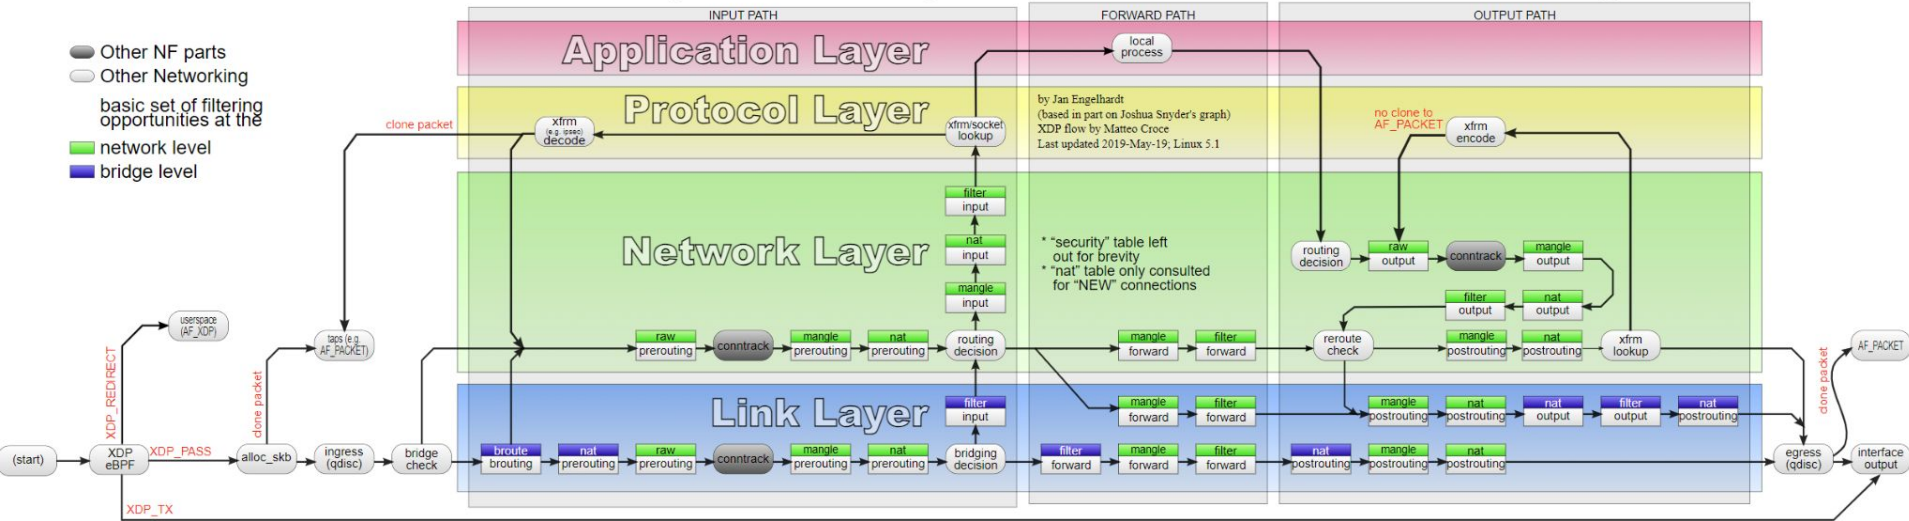 INPUT PATH
FORWARD PATH
OUTPUT PATH
Other NF parts
Other Networking
basic set of filtering
opportunities at the
network level
bridge level
Application Layer
local
process
Protocol Layer
clone packet
xfrm
(e.g. ipsec)
decode
xfrm/socket
lookup
by Jan Engelhardt
(based in part on Joshua Snyder's graph)
XDP flow by Matteo Croce
Last updated 2019-May-19; Linux 5.1
no clone to
AF_PACKET
xfrm
encode
Network Layer
filter
input
nat
input
mangle
input
* "security" table left
out for brevity
* "nat" table only consulted
for "NEW" connections
routing
decision
raw
output
conntrack
mangle
output
filter
output
nat
output
userspace
(AF_XDP)
taps (e.g.
AF_PACKET)
raw
prerouting
conntrack
mangle
prerouting
nat
prerouting
routing
decision
mangle
forward
filter
forward
reroute
check
mangle
postrouting
nat
postrouting
xfrm
lookup
AF_PACKET
XDP_REDIRECT
clone packet
clone packet
Link Layer
filter
input
mangle
forward
filter
forward
mangle
postrouting
nat
postrouting
nat
output
filter
output
nat
postrouting
(start)
XDP
eBPF
XDP_PASS
alloc_skb
ingress
(qdisc)
bridge
check
broute
brouting
nat
prerouting
raw
prerouting
conntrack
mangle
prerouting
nat
prerouting
bridging
decision
filter
forward
mangle
forward
filter
forward
nat
postrouting
mangle
postrouting
nat
postrouting
egress
(qdisc)
interface
output
XDP_TX